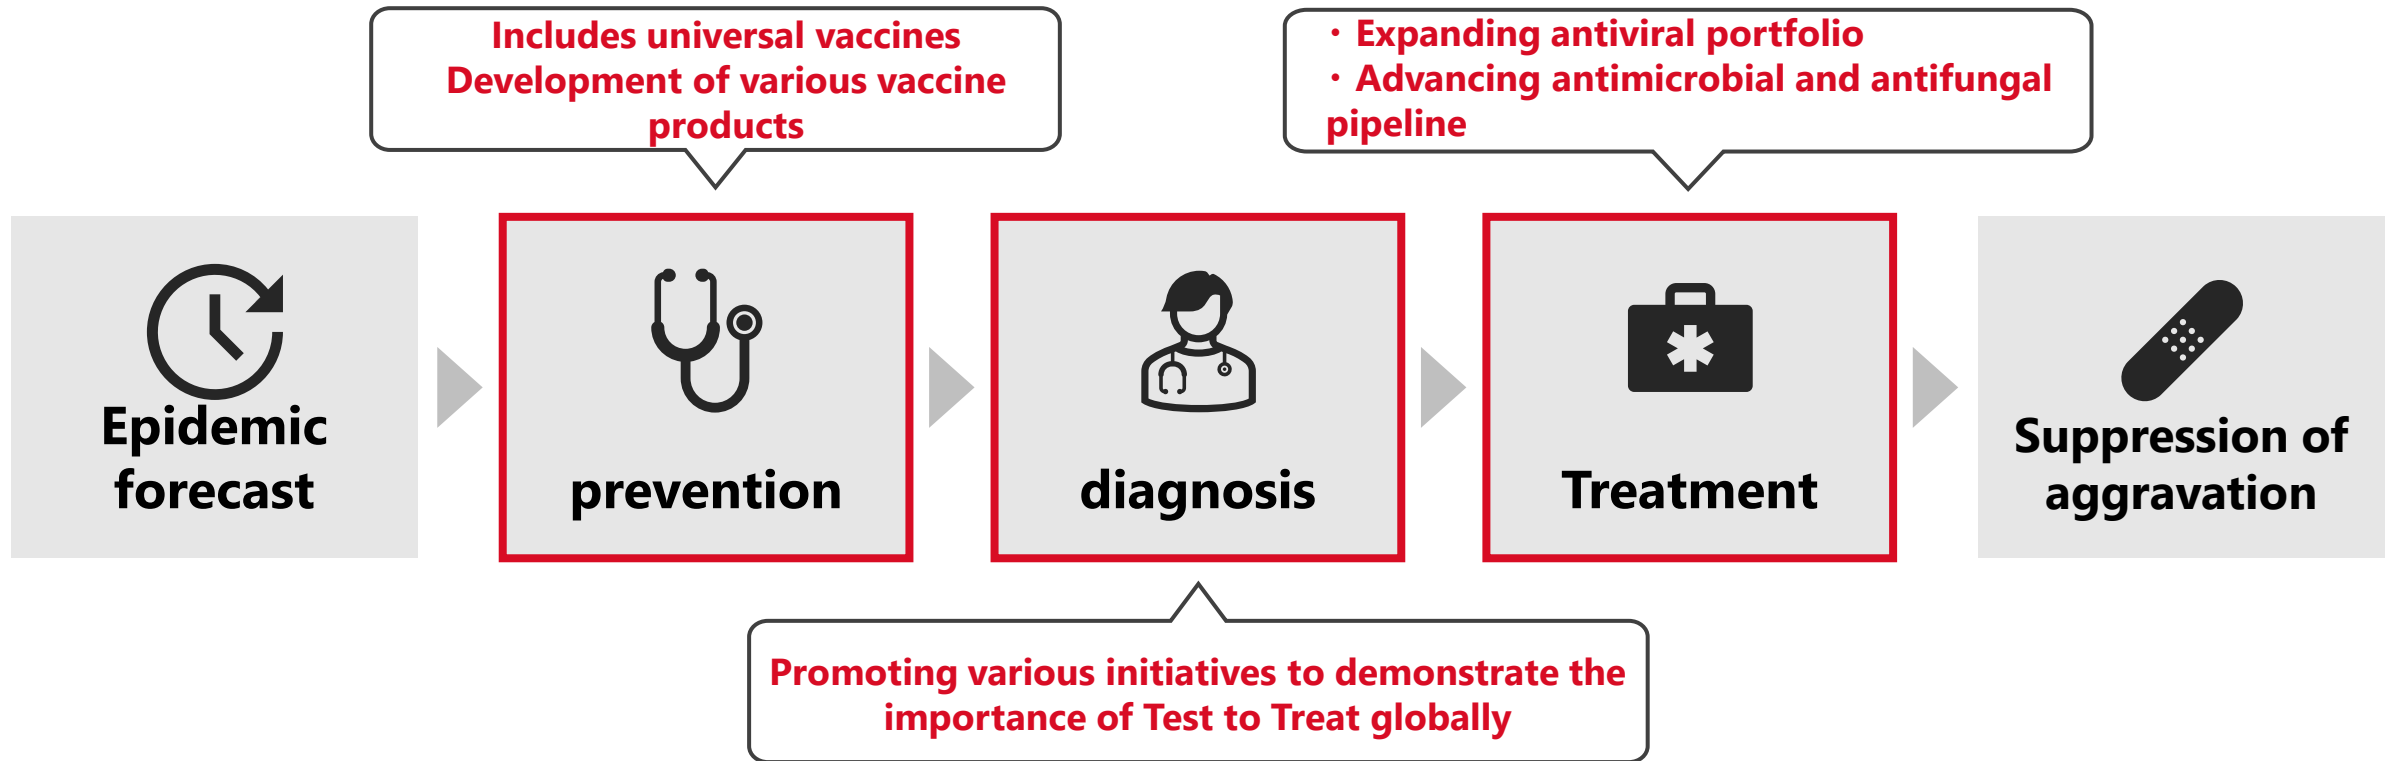 Includes universal vaccines
Development of various vaccine
products
・Expanding antiviral portfolio
・Advancing antimicrobial and antifungal
pipeline
Epidemic
forecast
prevention
diagnosis
Treatment
Suppression of
aggravation
Promoting various initiatives to demonstrate the
importance of Test to Treat globally